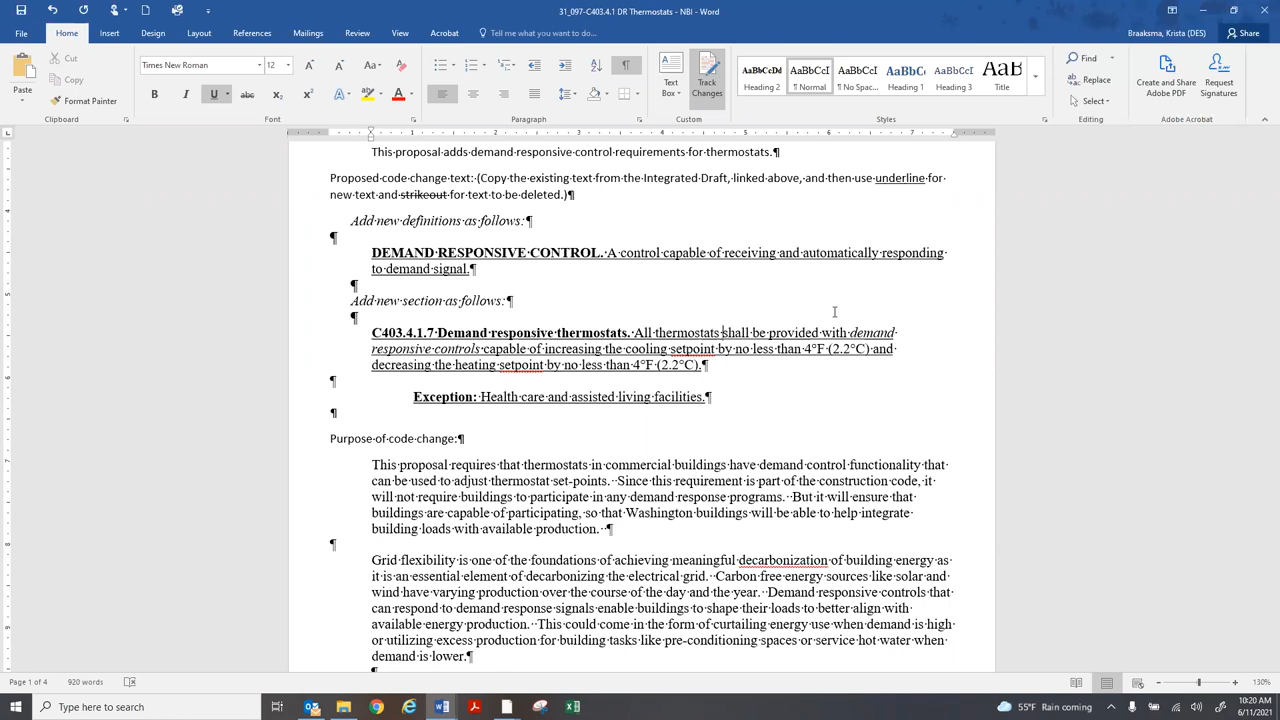 31_097-C403.4.1 DR Thermostats - NBI - Word
Braaksma, Krista (DES)
File Home Insert Design Layout References Mailings Review View Acrobat Tell me what you want to do... Share
Paste
Cut
Copy
Format Painter
Clipboard
Times New Roman 12
Font
Paragraph
Text Box
Track Changes
Custom
AaBbCcDd AaBbCcI AaBbCcI AaBbC AaBbCcI AaB
Heading 2 ¶ Normal ¶ No Spac... Heading 1 Heading 3 Title
Styles
Find
Replace
Select
Editing
Create and Share Adobe PDF
Request Signatures
Adobe Acrobat
This proposal adds demand responsive control requirements for thermostats.¶
Proposed code change text: (Copy the existing text from the Integrated Draft, linked above, and then use underline for
new text and strikeout for text to be deleted.)¶
Add new definitions as follows:¶
DEMAND RESPONSIVE CONTROL. A control capable of receiving and automatically responding
to demand signal.¶
Add new section as follows:¶
C403.4.1.7 Demand responsive thermostats. All thermostats shall be provided with demand
responsive controls capable of increasing the cooling setpoint by no less than 4°F (2.2°C) and
decreasing the heating setpoint by no less than 4°F (2.2°C).¶
Exception: Health care and assisted living facilities.¶
Purpose of code change:¶
This proposal requires that thermostats in commercial buildings have demand control functionality that
can be used to adjust thermostat set-points.  Since this requirement is part of the construction code, it
will not require buildings to participate in any demand response programs.  But it will ensure that
buildings are capable of participating, so that Washington buildings will be able to help integrate
building loads with available production.  ¶
Grid flexibility is one of the foundations of achieving meaningful decarbonization of building energy as
it is an essential element of decarbonizing the electrical grid.  Carbon free energy sources like solar and
wind have varying production over the course of the day and the year.  Demand responsive controls that
can respond to demand response signals enable buildings to shape their loads to better align with
available energy production.  This could come in the form of curtailing energy use when demand is high
or utilizing excess production for building tasks like pre-conditioning spaces or service hot water when
demand is lower.¶
Page 1 of 4 920 words 130%
Type here to search
55°F Raining now
10:20 AM
6/11/2021